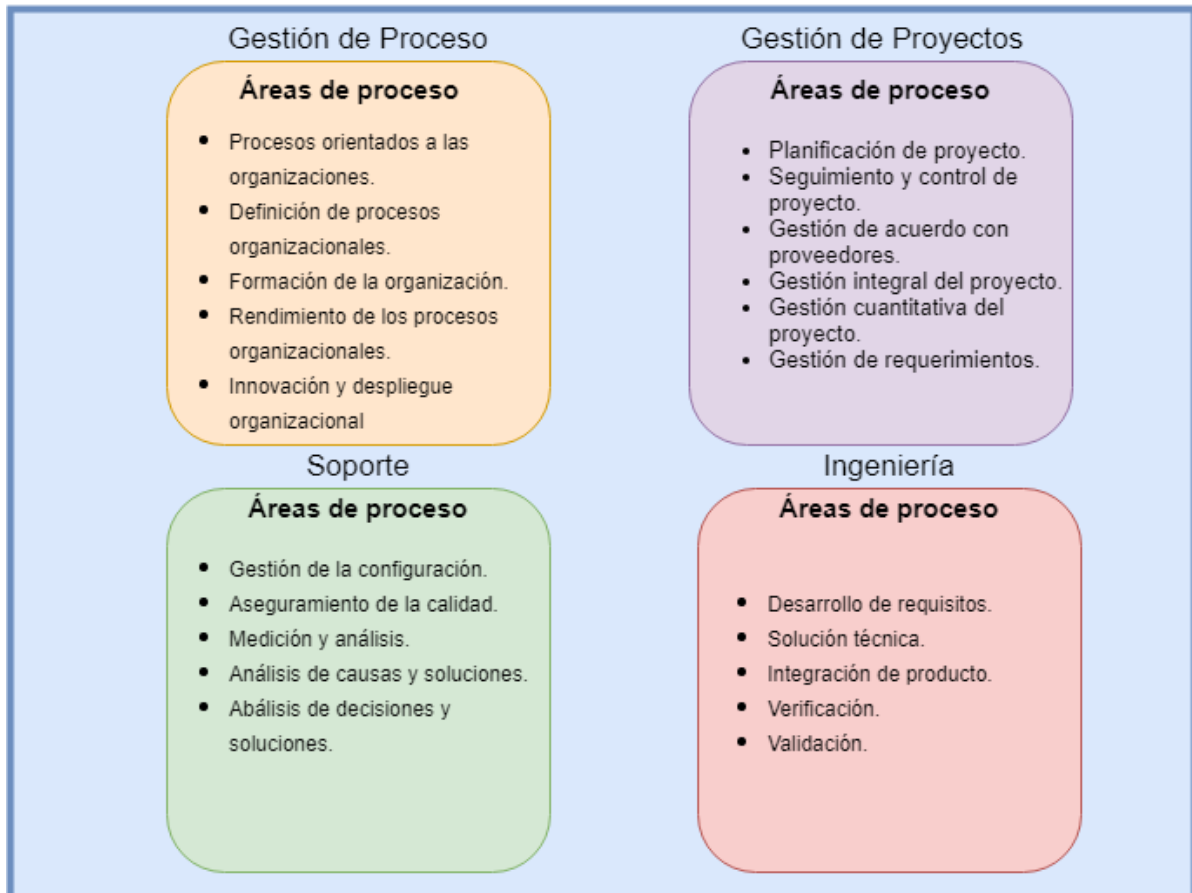 Gestión de Proceso
Áreas de proceso
• Procesos orientados a las
organizaciones.
• Definición de procesos
organizacionales.
• Formación de la organización.
• Rendimiento de los procesos
organizacionales.
• Innovación y despliegue
organizacional
Gestión de Proyectos
Áreas de proceso
• Planificación de proyecto.
• Seguimiento y control de
proyecto.
• Gestión de acuerdo con
proveedores.
• Gestión integral del proyecto.
• Gestión cuantitativa del
proyecto.
• Gestión de requerimientos.
Soporte
Áreas de proceso
• Gestión de la configuración.
• Aseguramiento de la calidad.
• Medición y análisis.
• Análisis de causas y soluciones.
• Abálisis de decisiones y
soluciones.
Ingeniería
Áreas de proceso
• Desarrollo de requisitos.
• Solución técnica.
• Integración de producto.
• Verificación.
• Validación.